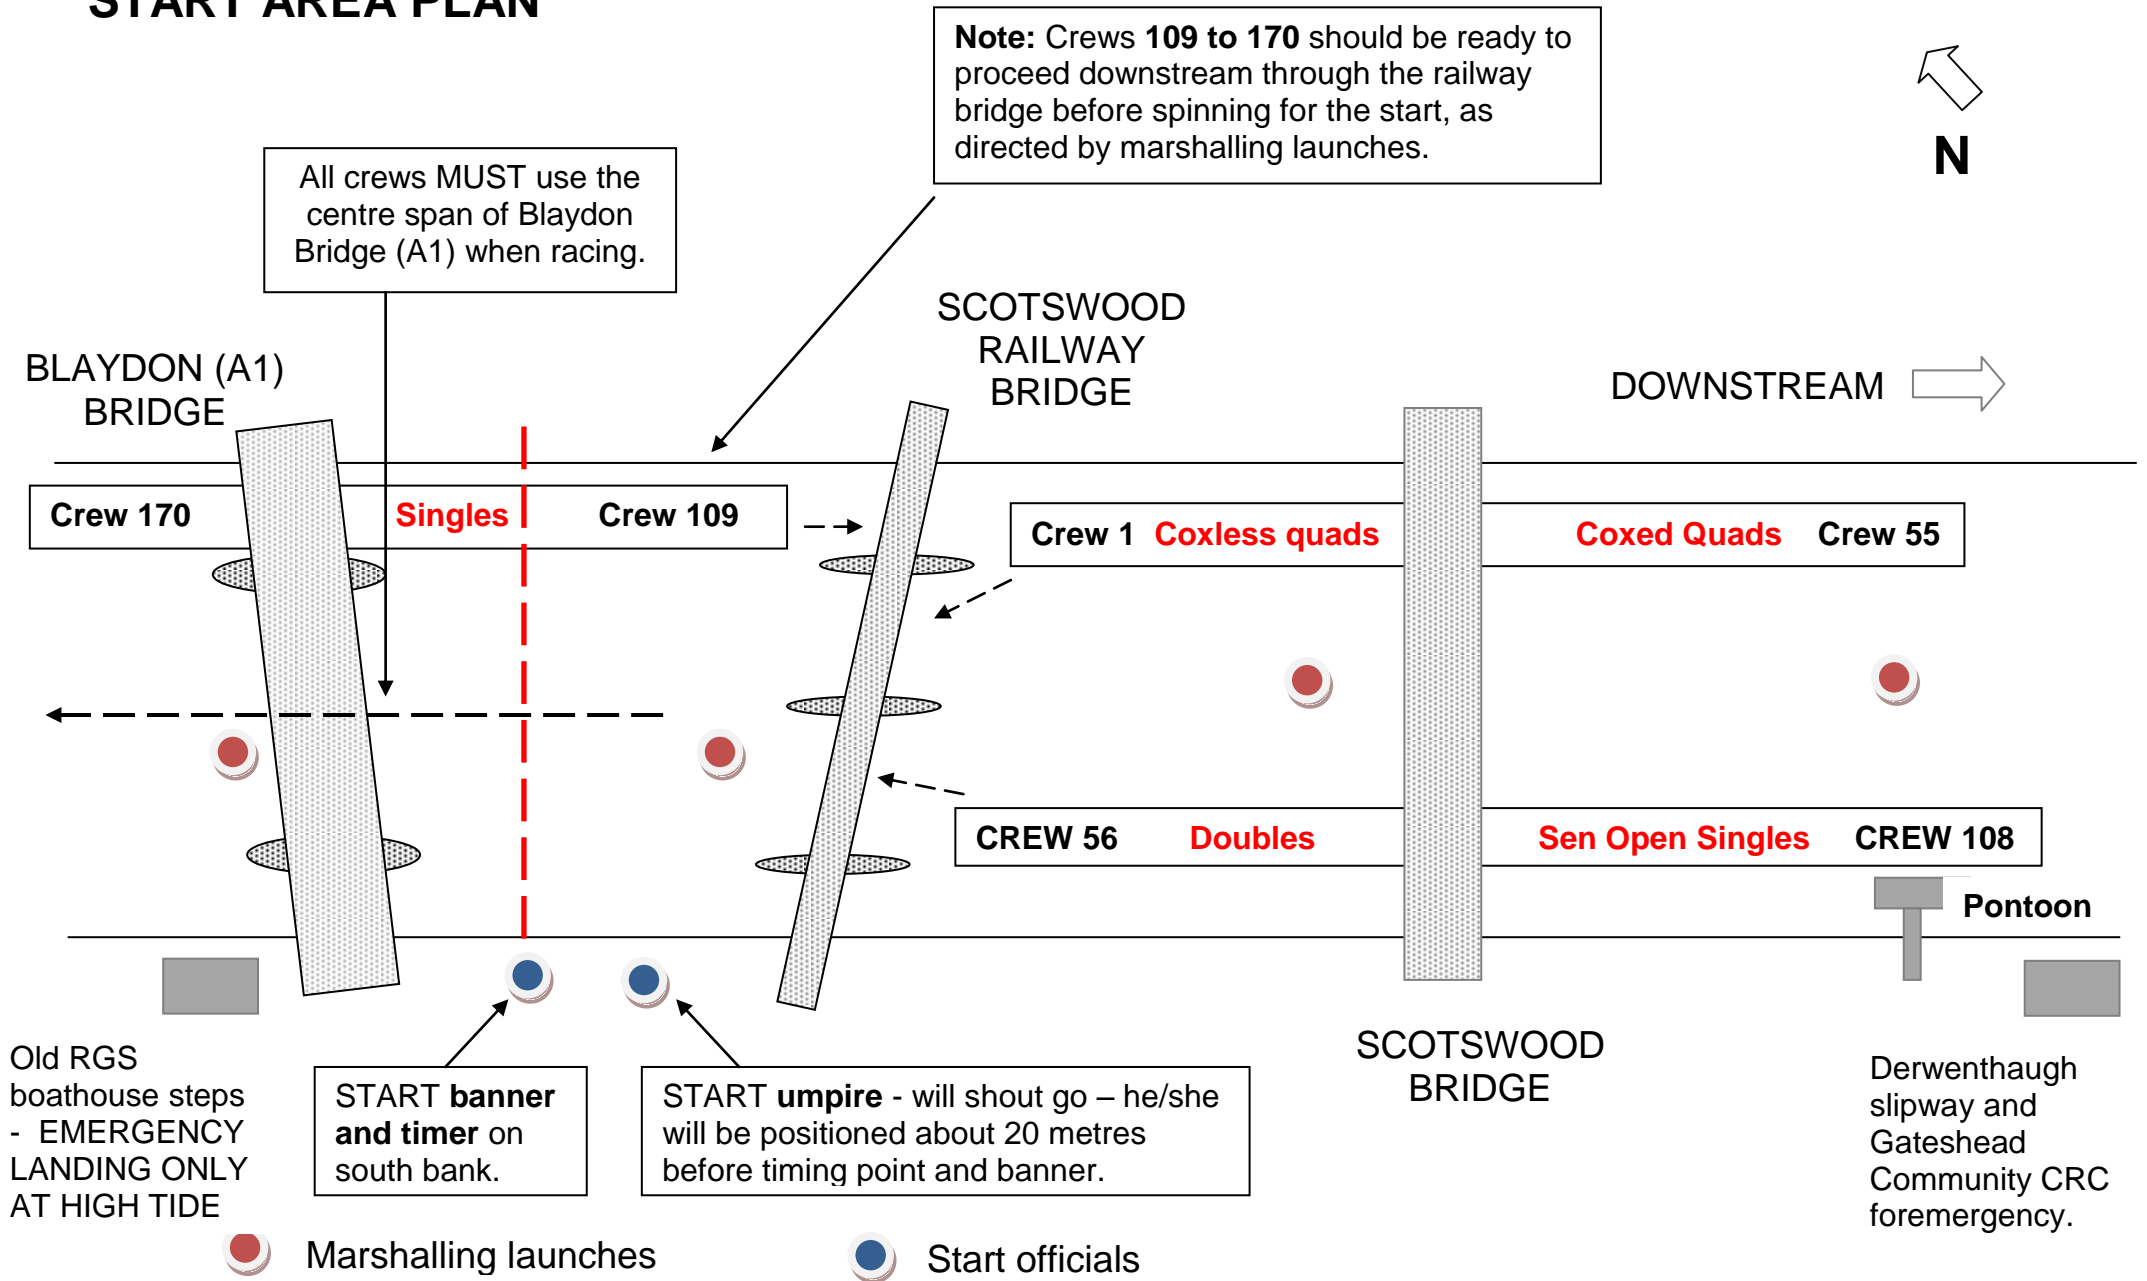 START AREA PLAN
Note: Crews 109 to 170 should be ready to
proceed downstream through the railway
bridge before spinning for the start, as
directed by marshalling launches.
N
All crews MUST use the
centre span of Blaydon
Bridge (A1) when racing.
SCOTSWOOD
RAILWAY
BRIDGE
BLAYDON (A1)
BRIDGE
DOWNSTREAM
Crew 170 Singles Crew 109
Crew 1 Coxless quads Coxed Quads Crew 55
CREW 56 Doubles Sen Open Singles CREW 108
Pontoon
Old RGS
boathouse steps
- EMERGENCY
LANDING ONLY
AT HIGH TIDE
START banner
and timer on
south bank.
START umpire - will shout go – he/she
will be positioned about 20 metres
before timing point and banner.
SCOTSWOOD
BRIDGE
Derwenthaugh
slipway and
Gateshead
Community CRC
foremergency.
Marshalling launches
Start officials